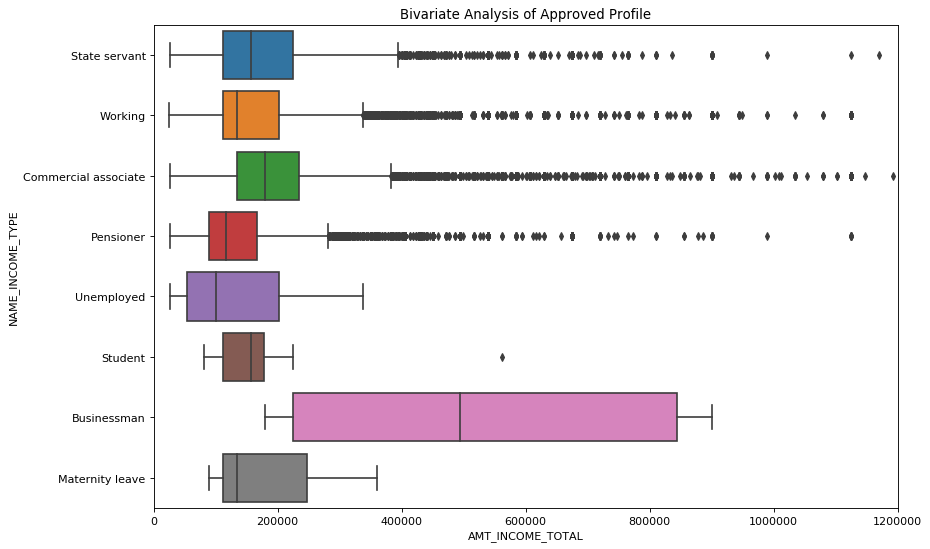 Bivariate Analysis of Approved Profile
NAME_INCOME_TYPE
State servant
Working
Commercial associate
Pensioner
Unemployed
Student
Businessman
Maternity leave
0 200000 400000 600000 800000 1000000 1200000
AMT_INCOME_TOTAL